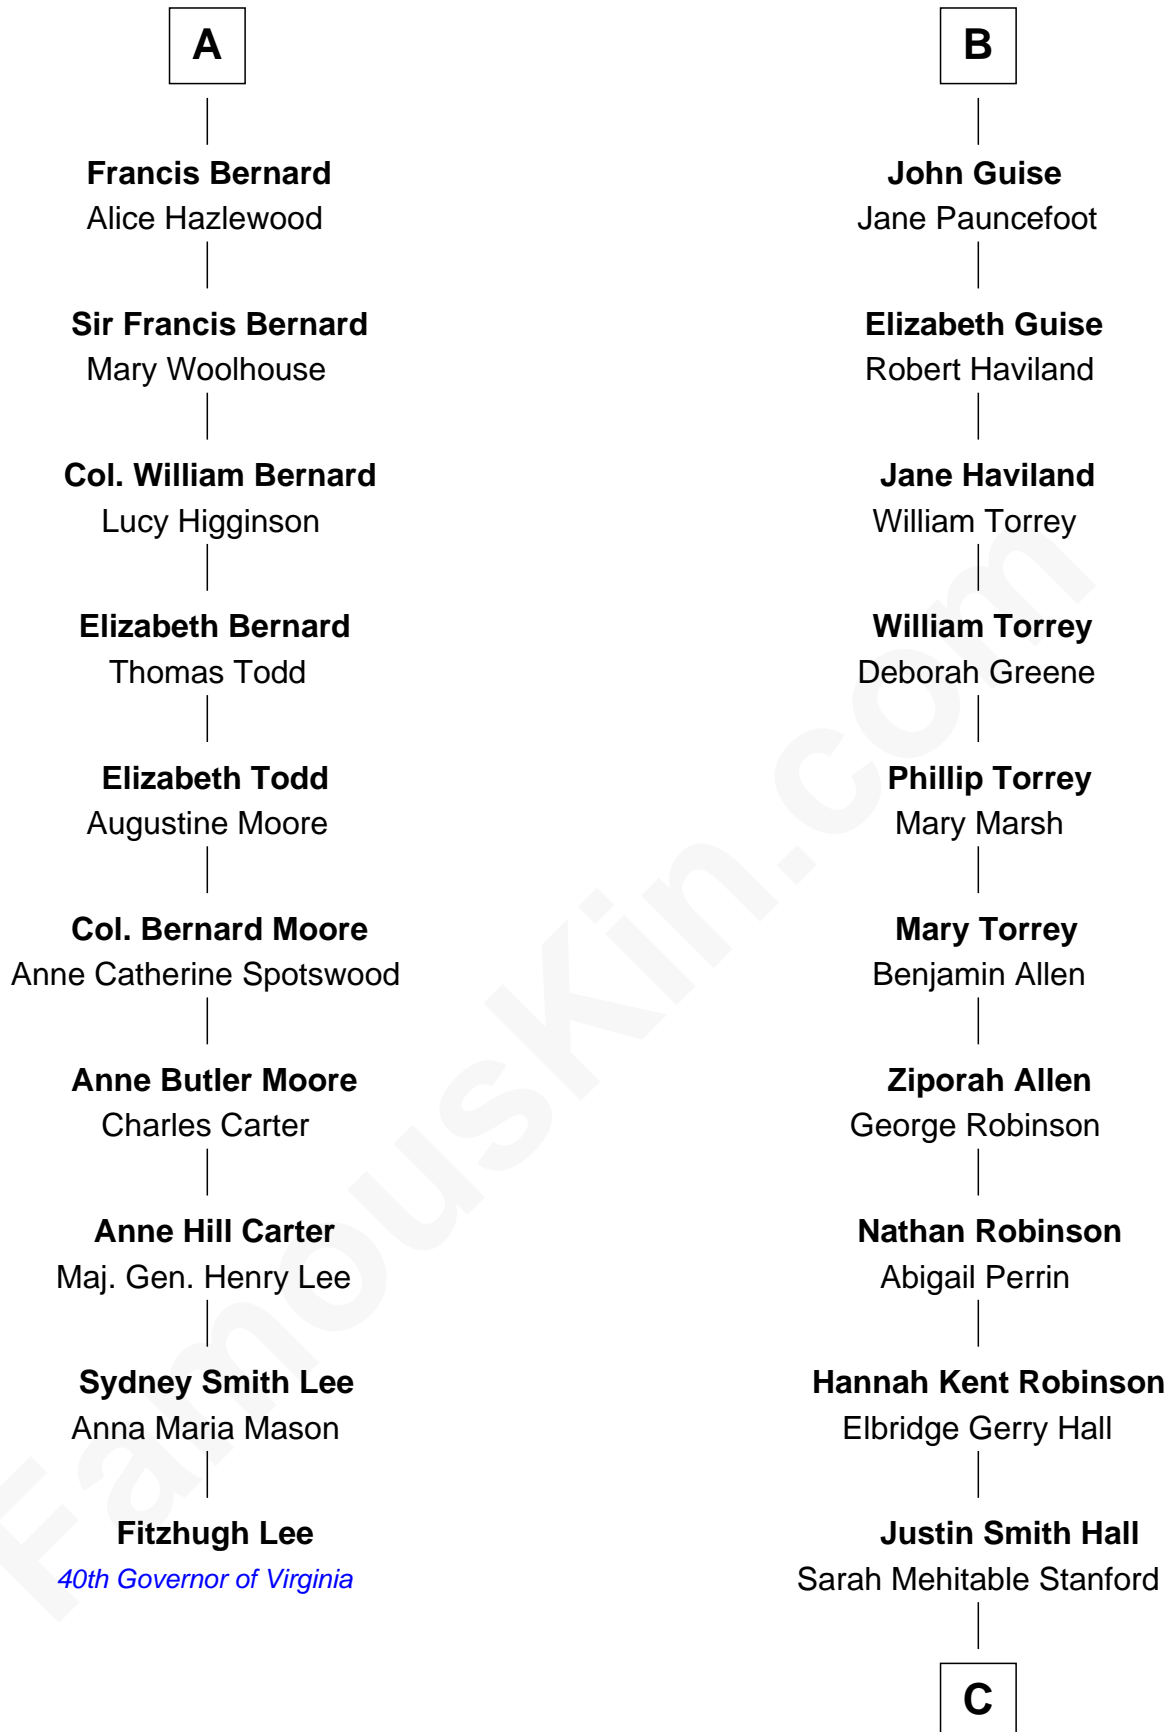 A
Francis Bernard
Alice Hazlewood
Sir Francis Bernard
Mary Woolhouse
Col. William Bernard
Lucy Higginson
Elizabeth Bernard
Thomas Todd
Elizabeth Todd
Augustine Moore
Col. Bernard Moore
Anne Catherine Spotswood
Anne Butler Moore
Charles Carter
Anne Hill Carter
Maj. Gen. Henry Lee
Sydney Smith Lee
Anna Maria Mason
Fitzhugh Lee
40th Governor of Virginia
B
John Guise
Jane Pauncefoot
Elizabeth Guise
Robert Haviland
Jane Haviland
William Torrey
William Torrey
Deborah Greene
Phillip Torrey
Mary Marsh
Mary Torrey
Benjamin Allen
Ziporah Allen
George Robinson
Nathan Robinson
Abigail Perrin
Hannah Kent Robinson
Elbridge Gerry Hall
Justin Smith Hall
Sarah Mehitable Stanford
C
FamousKin.com